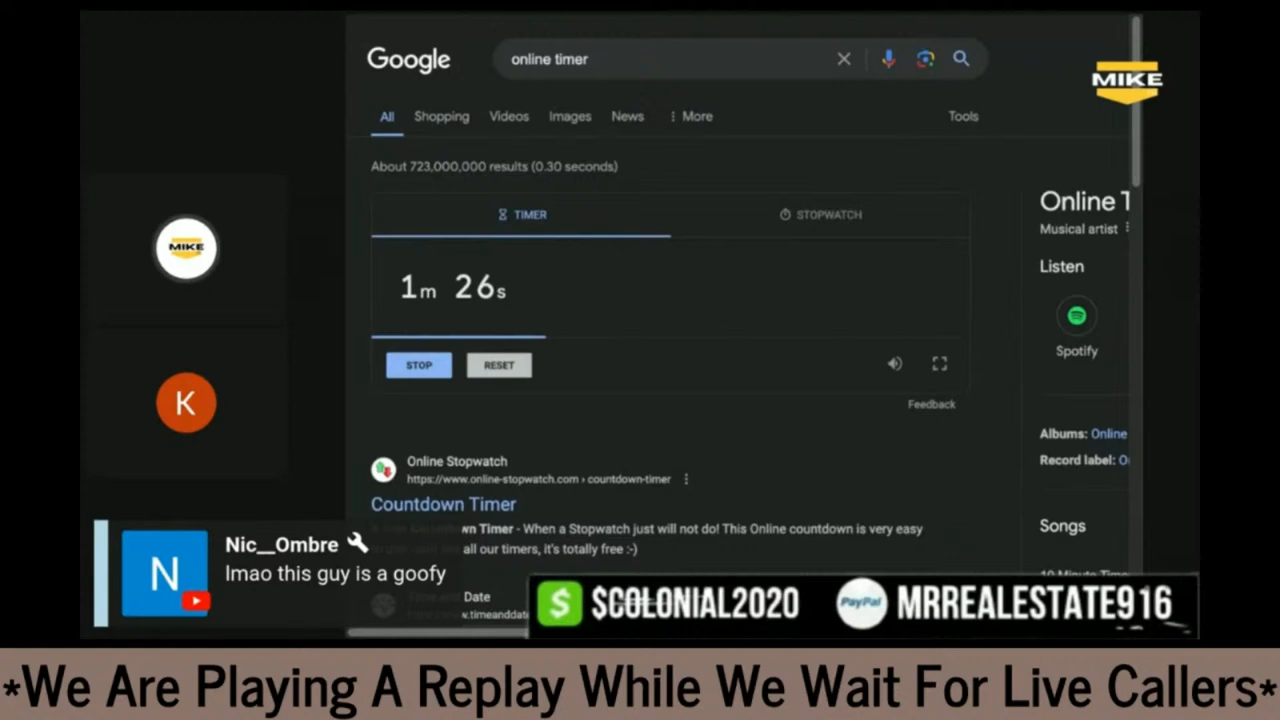 Google
online timer
MIKE
All Shopping Videos Images News More Tools
About 723,000,000 results (0.30 seconds)
TIMER STOPWATCH
1m 26s
STOP RESET
Feedback
Online Stopwatch
https://www.online-stopwatch.com › countdown-timer
Countdown Timer
wn Timer - When a Stopwatch just will not do! This Online countdown is very easy
all our timers, it's totally free :-)
Date
w.timeanddate
Online T
Musical artist
Listen
Spotify
Albums: Online
Record label: O
Songs
MIKE
K
N
Nic__Ombre
lmao this guy is a goofy
$ $COLONIAL2020 PayPal MRREALESTATE916
*We Are Playing A Replay While We Wait For Live Callers*